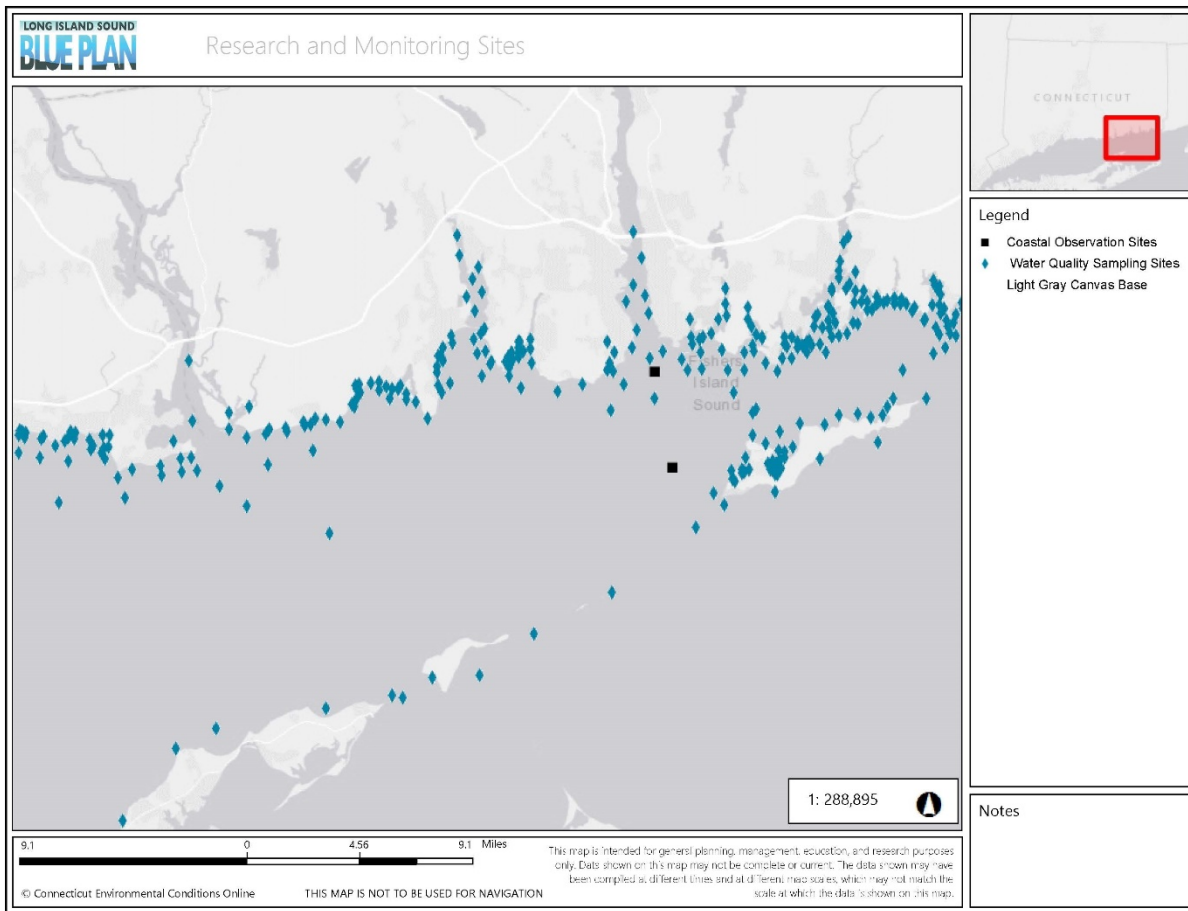 LONG ISLAND SOUND
BLUE PLAN
Research and Monitoring Sites
CONNECTICUT
Fishers
Island
Sound
Legend
Coastal Observation Sites
Water Quality Sampling Sites
Light Gray Canvas Base
1: 288,895
Notes
9.1 0 4.56 9.1 Miles
This map is intended for general planning, management, education, and research purposes
only. Data shown on this map may not be complete or current. The data shown may have
been compiled at different times and at different map scales, which may not match the
scale at which the data is shown on this map.
© Connecticut Environmental Conditions Online
THIS MAP IS NOT TO BE USED FOR NAVIGATION